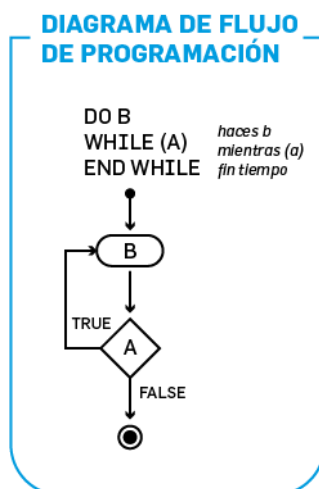 DIAGRAMA DE FLUJO
DE PROGRAMACIÓN
DO B
WHILE (A)
END WHILE
haces b
mientras (a)
fin tiempo
B
TRUE
A
FALSE